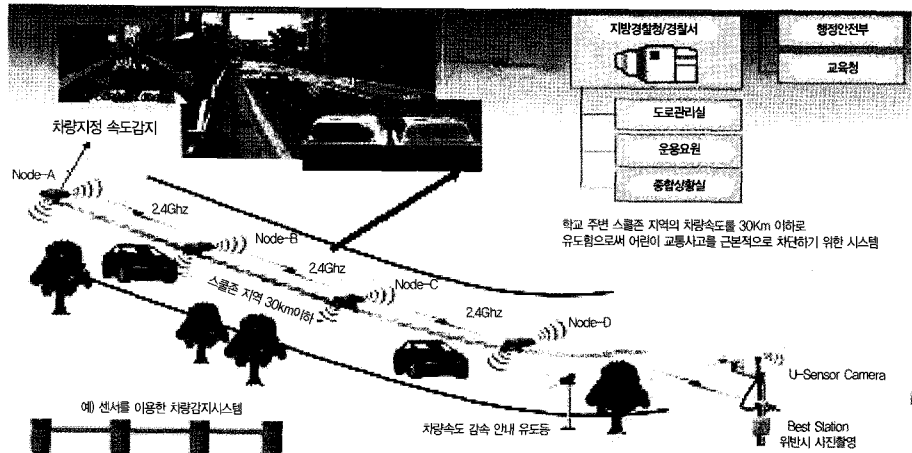 지방경찰청/경찰서
행정안전부
교육청
도로관리실
운용요원
종합상황실
차량지정 속도감지
Node-A
2.4Ghz
Node-B
2.4Ghz
Node-C
2.4Ghz
Node-D
스쿨존 지역 30km이하
학교 주변 스쿨존 지역의 차량속도를 30Km 이하로
유도함으로써 어린이 교통사고를 근본적으로 차단하기 위한 시스템
U-Sensor Camera
예) 센서를 이용한 차량감지시스템
차량속도 감속 안내 유도등
Best Station
위반시 사진촬영